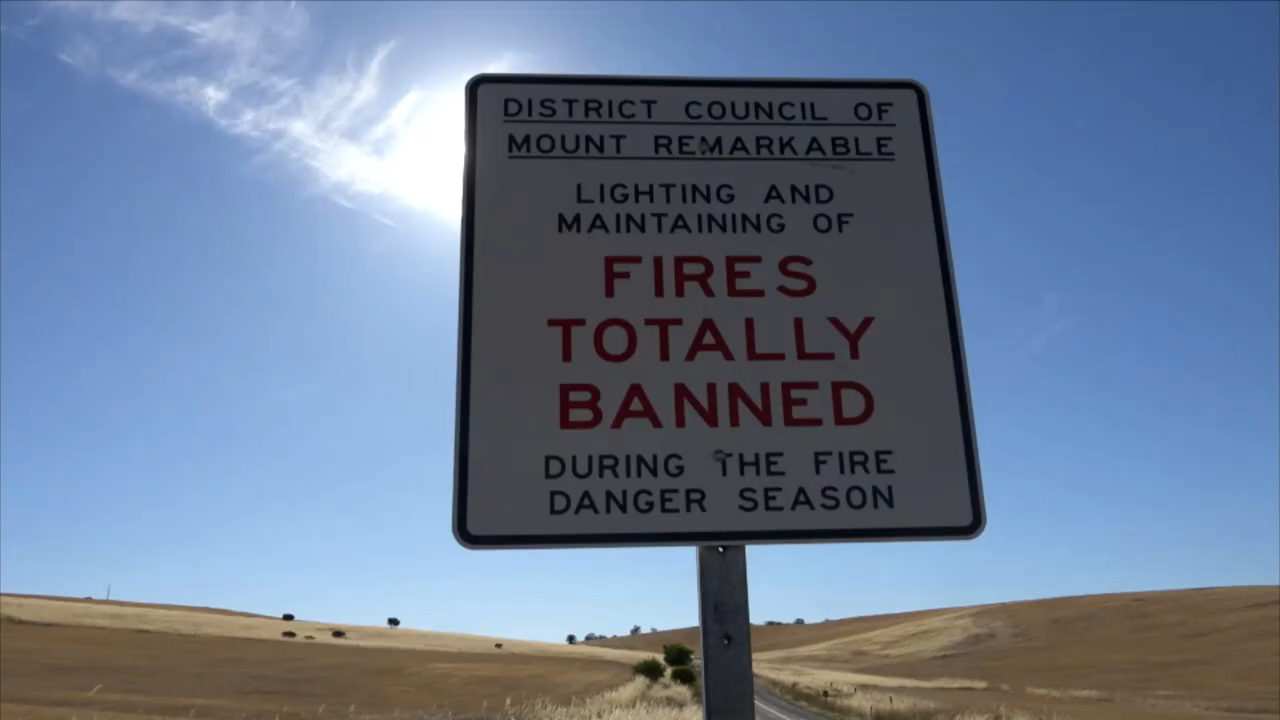 DISTRICT COUNCIL OF
MOUNT REMARKABLE
LIGHTING AND
MAINTAINING OF
FIRES
TOTALLY
BANNED
DURING THE FIRE
DANGER SEASON